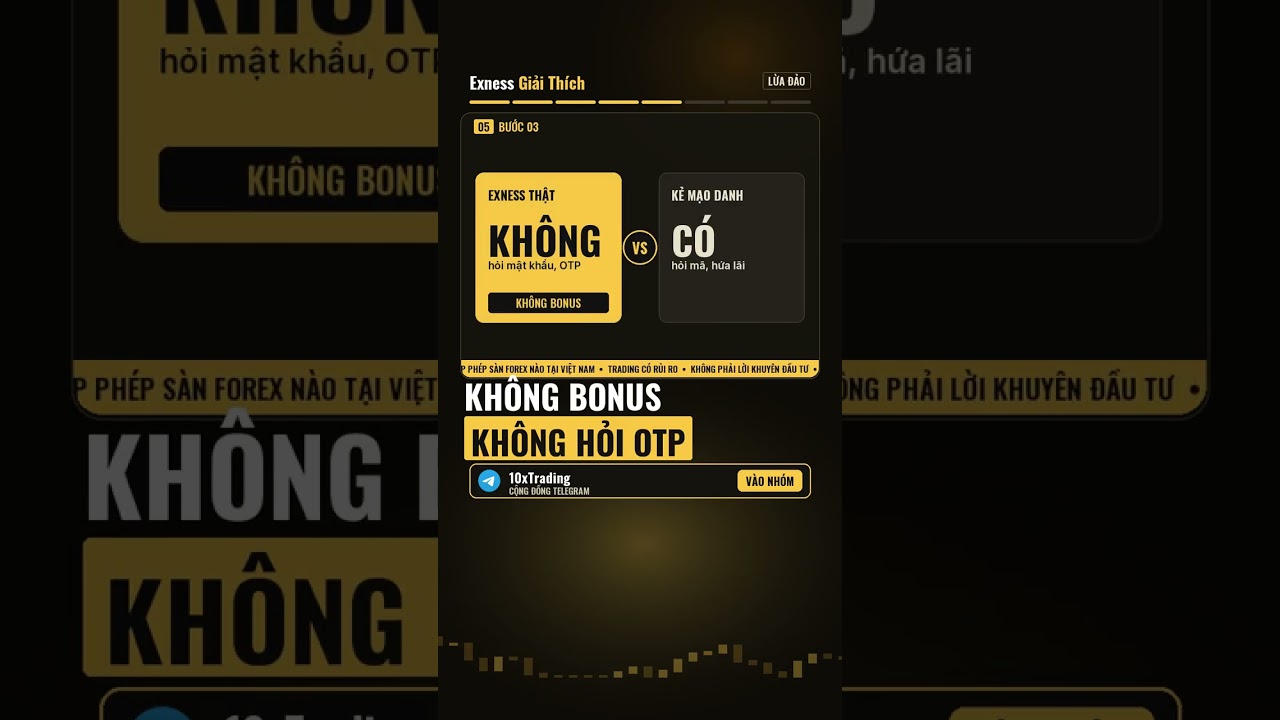 Exness Giải Thích
LỪA ĐẢO
05 BƯỚC 03
EXNESS THẬT
KHÔNG
hỏi mật khẩu, OTP
KHÔNG BONUS
VS
KẺ MẠO DANH
CÓ
hỏi mã, hứa lãi
PHÉP SÀN FOREX NÀO TẠI VIỆT NAM • TRADING CÓ RỦI RO • KHÔNG PHẢI LỜI KHUYÊN ĐẦU TƯ •
KHÔNG BONUS
KHÔNG HỎI OTP
10xTrading
CỘNG ĐỒNG TELEGRAM
VÀO NHÓM